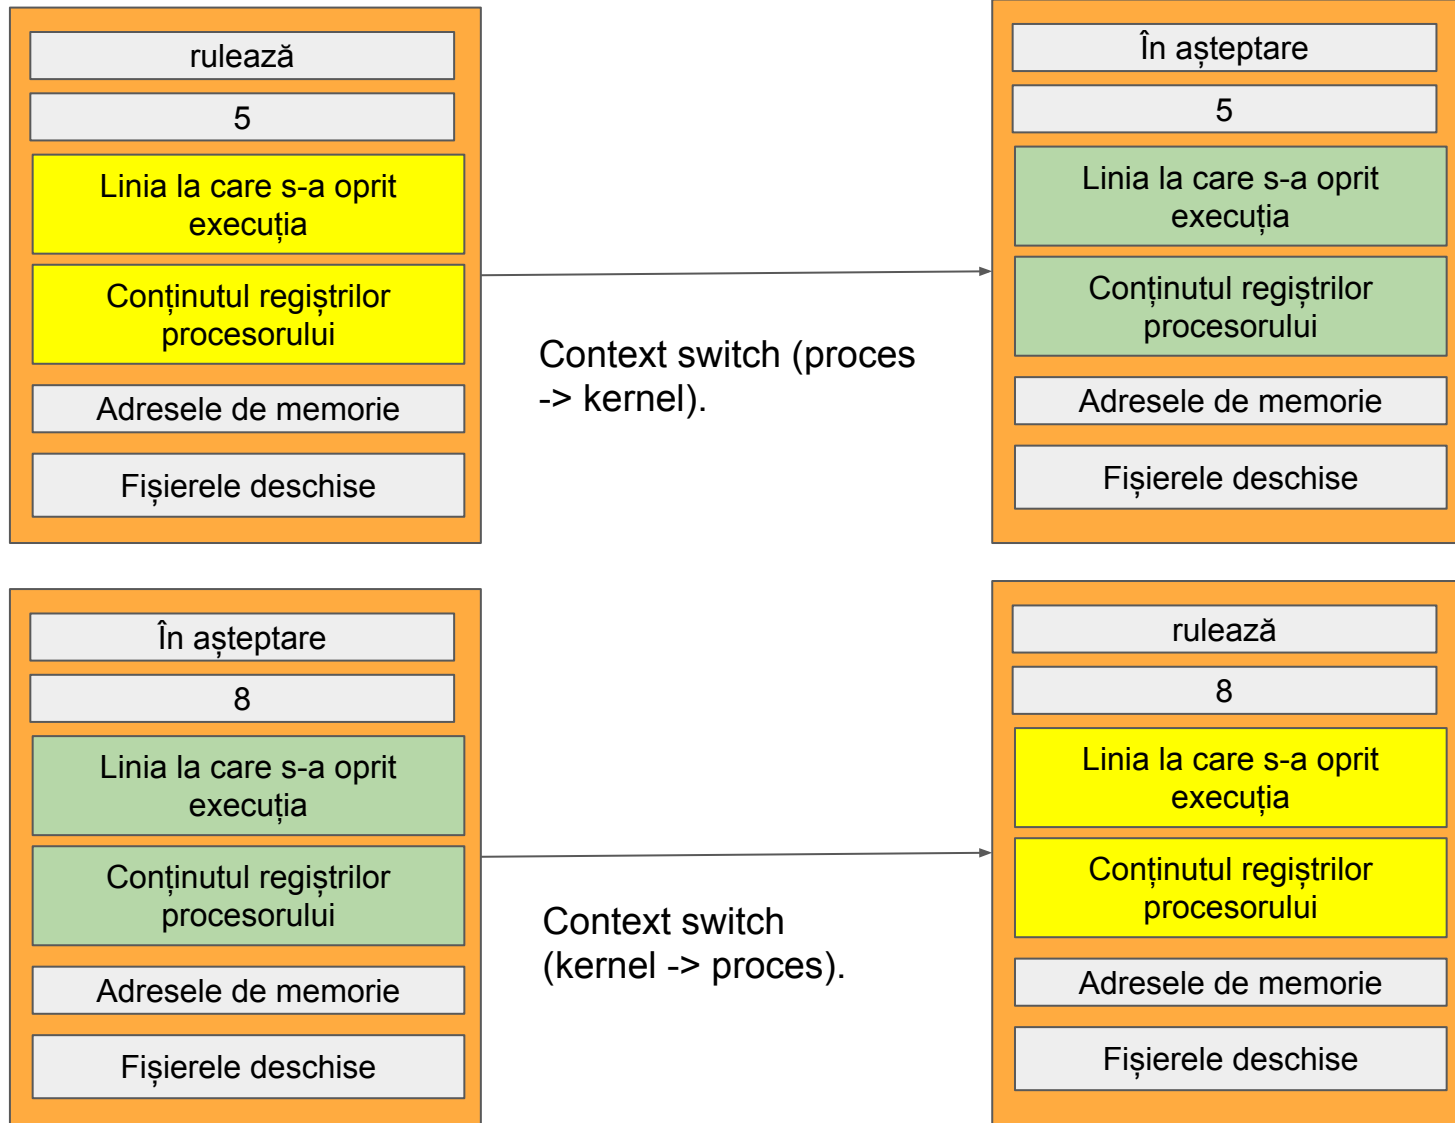 rulează
5
Linia la care s-a oprit
execuția
Conținutul regiștrilor
procesorului
Adresele de memorie
Fișierele deschise
Context switch (proces
-> kernel).
În așteptare
5
Linia la care s-a oprit
execuția
Conținutul regiștrilor
procesorului
Adresele de memorie
Fișierele deschise
În așteptare
8
Linia la care s-a oprit
execuția
Conținutul regiștrilor
procesorului
Adresele de memorie
Fișierele deschise
Context switch
(kernel -> proces).
rulează
8
Linia la care s-a oprit
execuția
Conținutul regiștrilor
procesorului
Adresele de memorie
Fișierele deschise